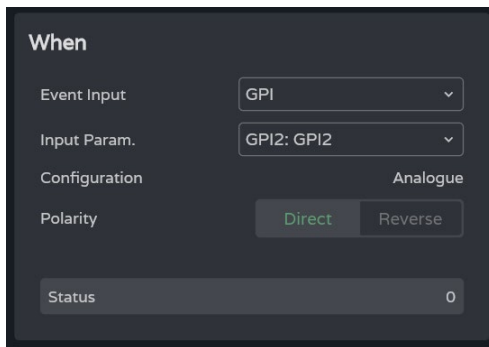 When
Event Input GPI
Input Param. GPI2: GPI2
Configuration Analogue
Polarity Direct Reverse
Status 0